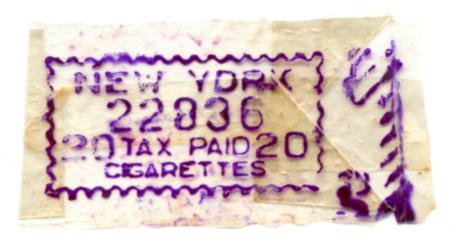 NEW YORK
22836
20 TAX PAID 20
CIGARETTES